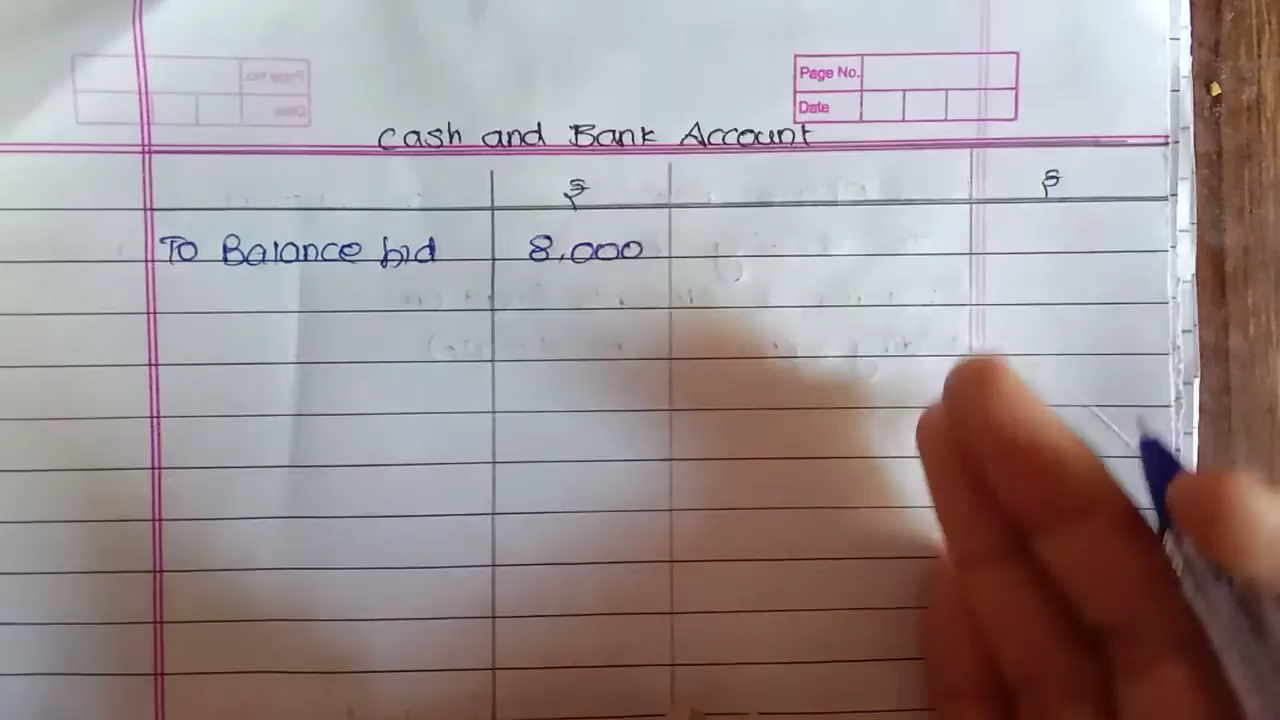 Page No.
Date
Cash and Bank Account
₹ ₹
To Balance b/d 8,000